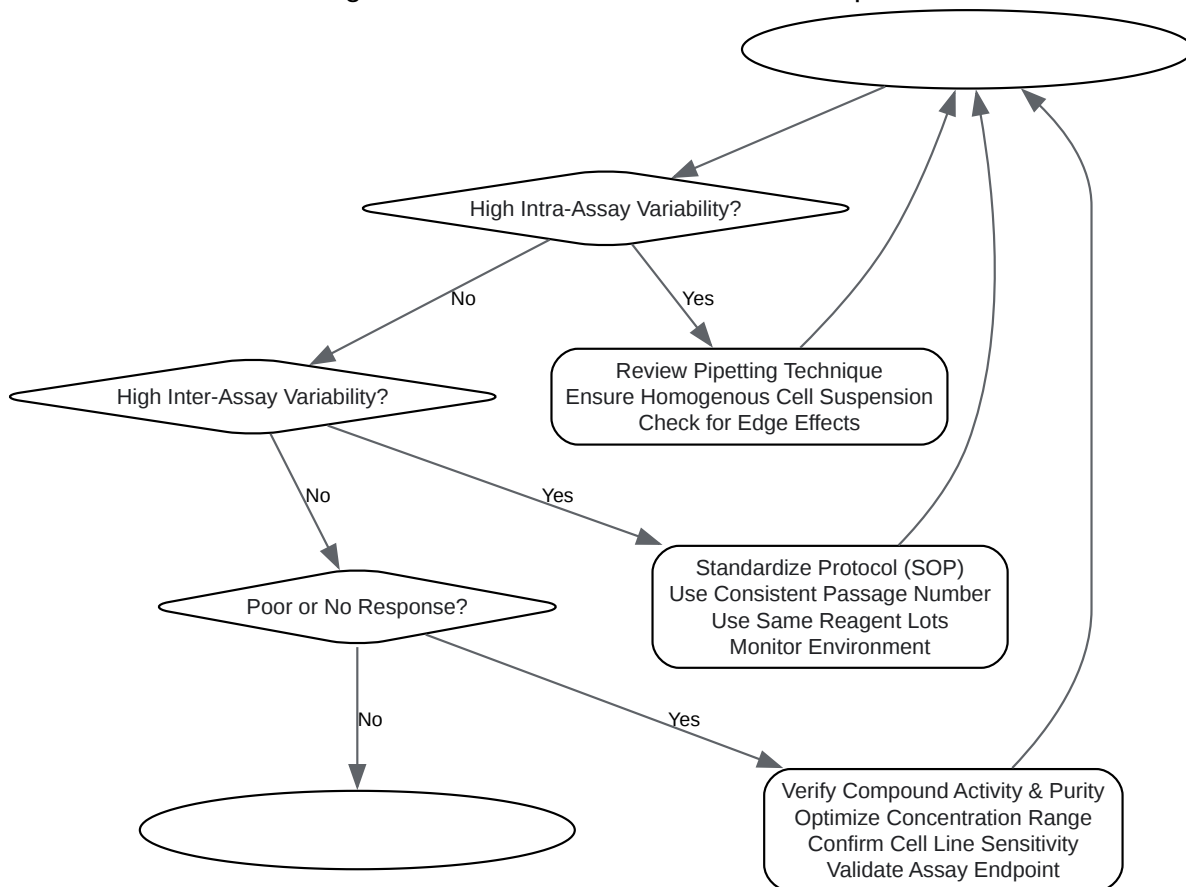 High Intra-Assay Variability?
No
Yes
Review Pipetting Technique
Ensure Homogenous Cell Suspension
Check for Edge Effects
High Inter-Assay Variability?
No
Yes
Standardize Protocol (SOP)
Use Consistent Passage Number
Use Same Reagent Lots
Monitor Environment
Poor or No Response?
No
Yes
Verify Compound Activity & Purity
Optimize Concentration Range
Confirm Cell Line Sensitivity
Validate Assay Endpoint